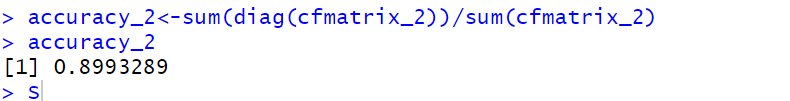 > accuracy_2<-sum(diag(cfmatrix_2))/sum(cfmatrix_2)
> accuracy_2
[1] 0.8993289
> s